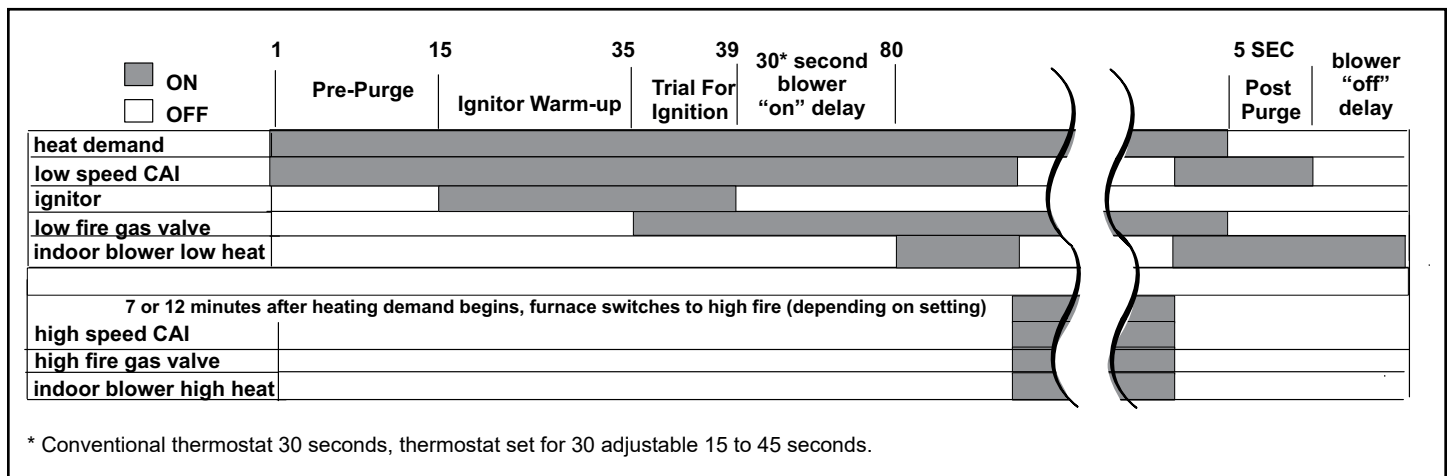 1 15 35 39 80 5 SEC
ON
OFF
Pre-Purge
Ignitor Warm-up
Trial For
Ignition
30* second
blower
“on” delay
Post
Purge
blower
“off”
delay
heat demand
low speed CAI
ignitor
low fire gas valve
indoor blower low heat
7 or 12 minutes after heating demand begins, furnace switches to high fire (depending on setting)
high speed CAI
high fire gas valve
indoor blower high heat
* Conventional thermostat 30 seconds, thermostat set for 30 adjustable 15 to 45 seconds.